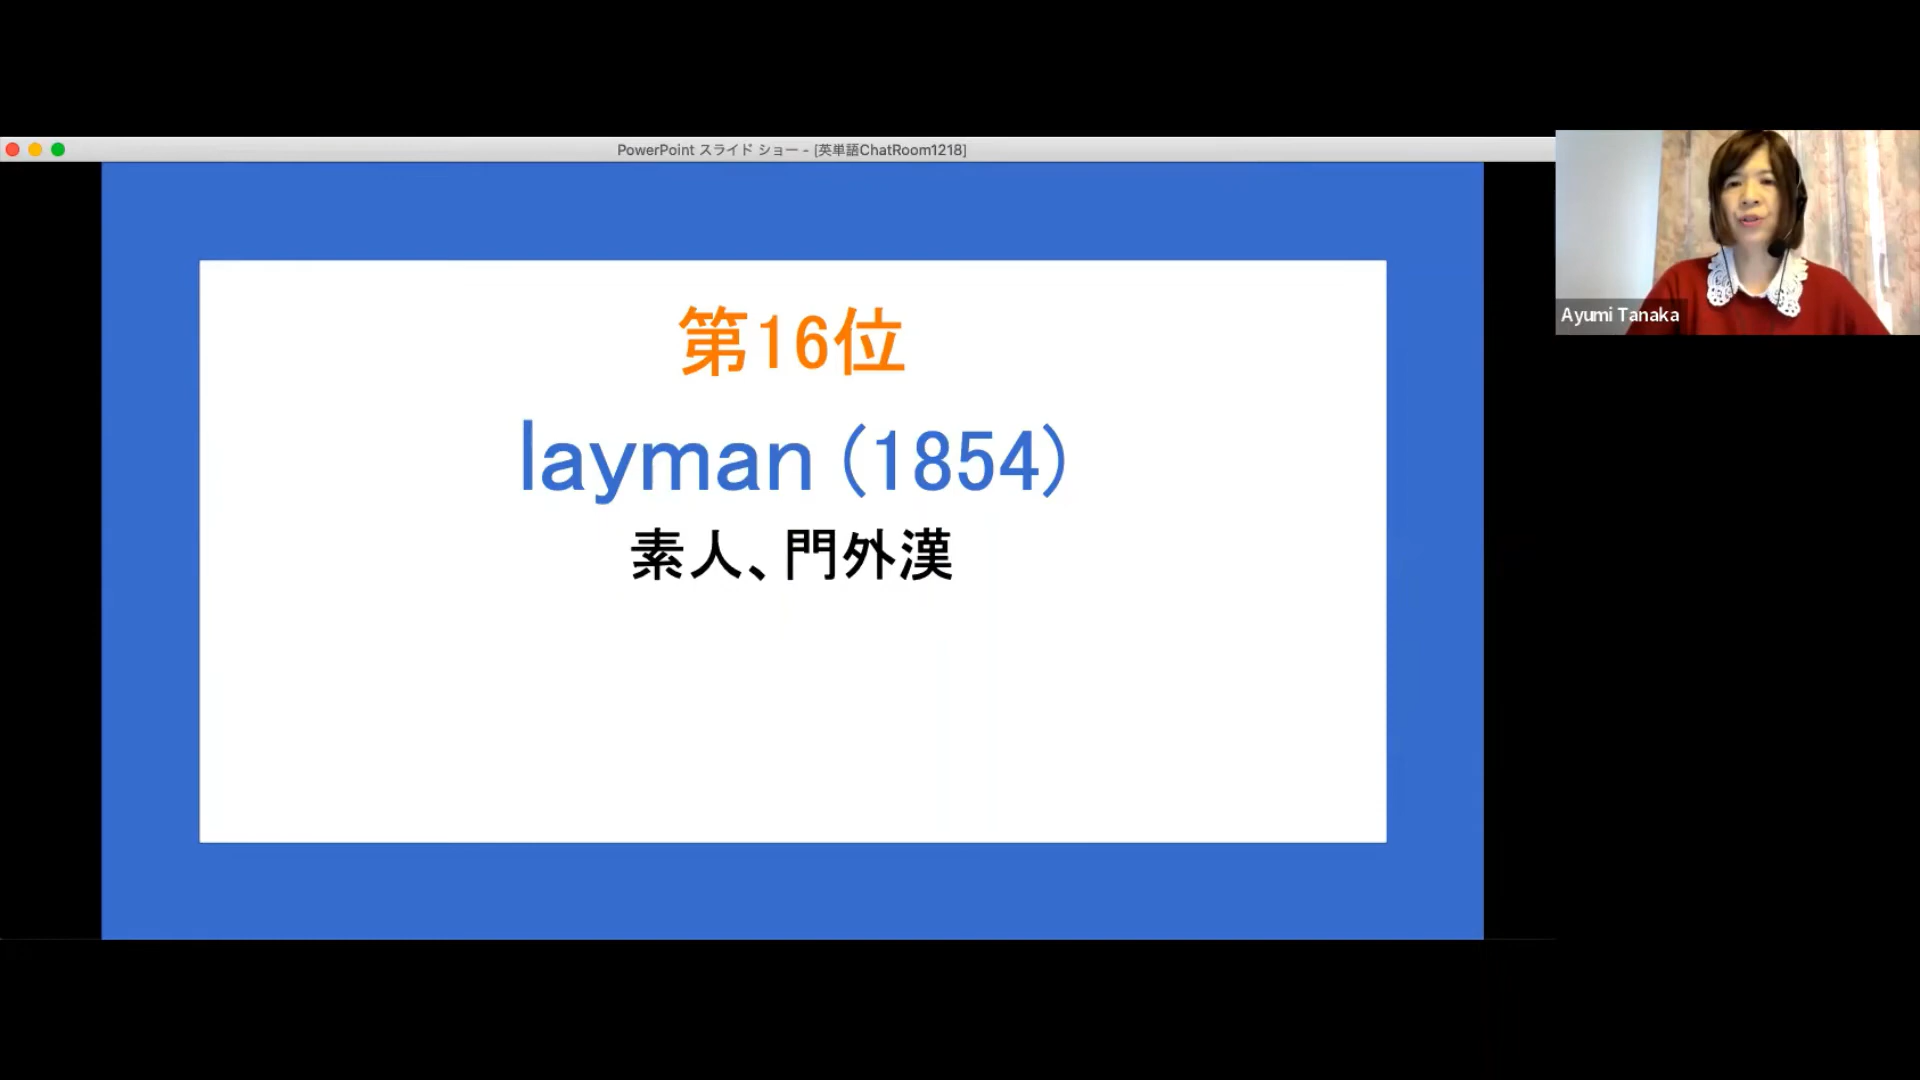 PowerPoint スライド ショー - [英単語ChatRoom1218]
第16位
layman (1854)
素人、門外漢
Ayumi Tanaka